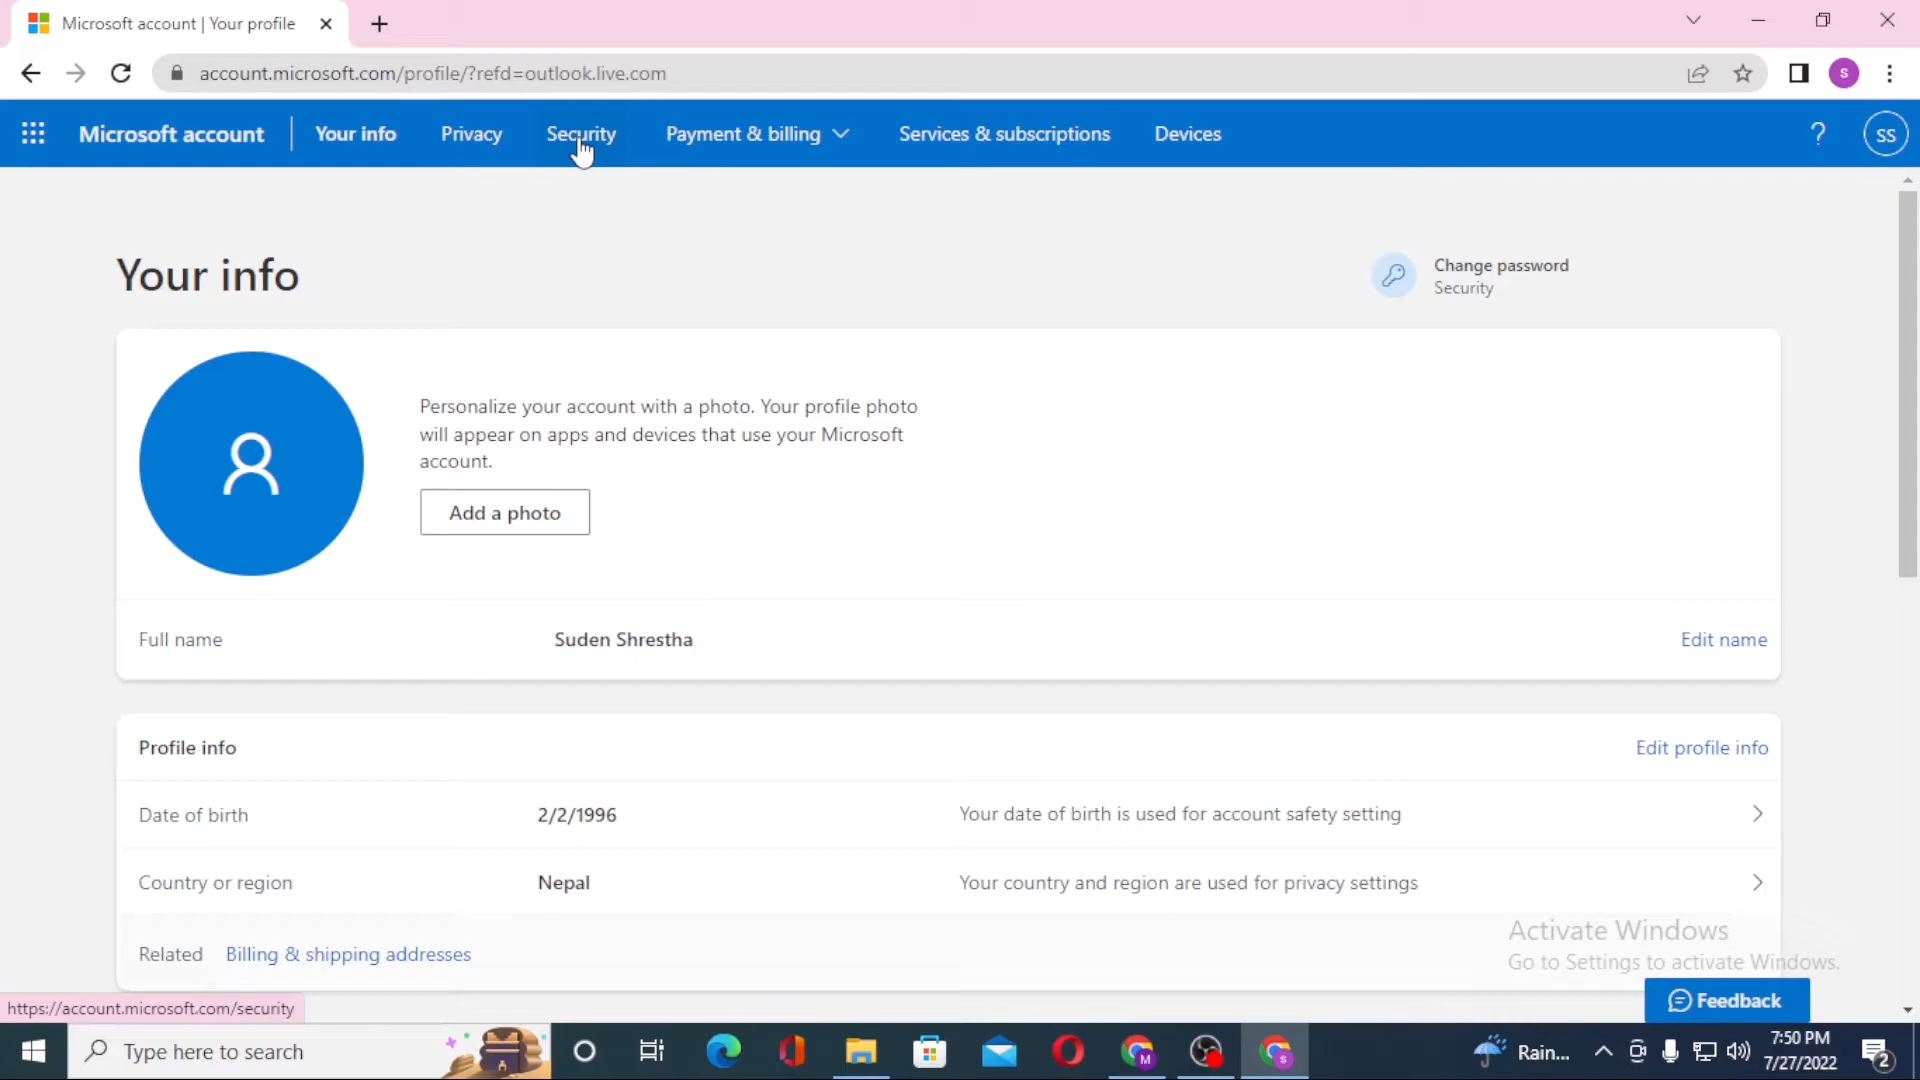 Microsoft account | Your profile
account.microsoft.com/profile/?refd=outlook.live.com
s
Microsoft account
Your info
Privacy
Security
Payment & billing
Services & subscriptions
Devices
?
SS
Your info
Change password
Security
Personalize your account with a photo. Your profile photo
will appear on apps and devices that use your Microsoft
account.
Add a photo
Full name
Suden Shrestha
Edit name
Profile info
Edit profile info
Date of birth
2/2/1996
Your date of birth is used for account safety setting
Country or region
Nepal
Your country and region are used for privacy settings
Related
Billing & shipping addresses
Activate Windows
Go to Settings to activate Windows.
Feedback
https://account.microsoft.com/security
Type here to search
M
s
Rain...
7:50 PM
7/27/2022
2